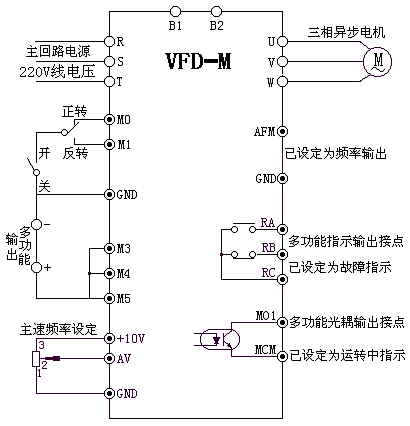 B1 B2
R
主回路电源
S
220V线电压
T
VFD-M
U
三相异步电机
V
W
M
~
正转
M0
反转
M1
开
关
GND
多功能
输出
-
+
M3
M4
M5
AFM
已设定为频率输出
GND
RA
多功能指示输出接点
RB
已设定为故障指示
RC
主速频率设定
+10V
3
2
AV
1
GND
MO1
多功能光耦输出接点
MCM
已设定为运转中指示